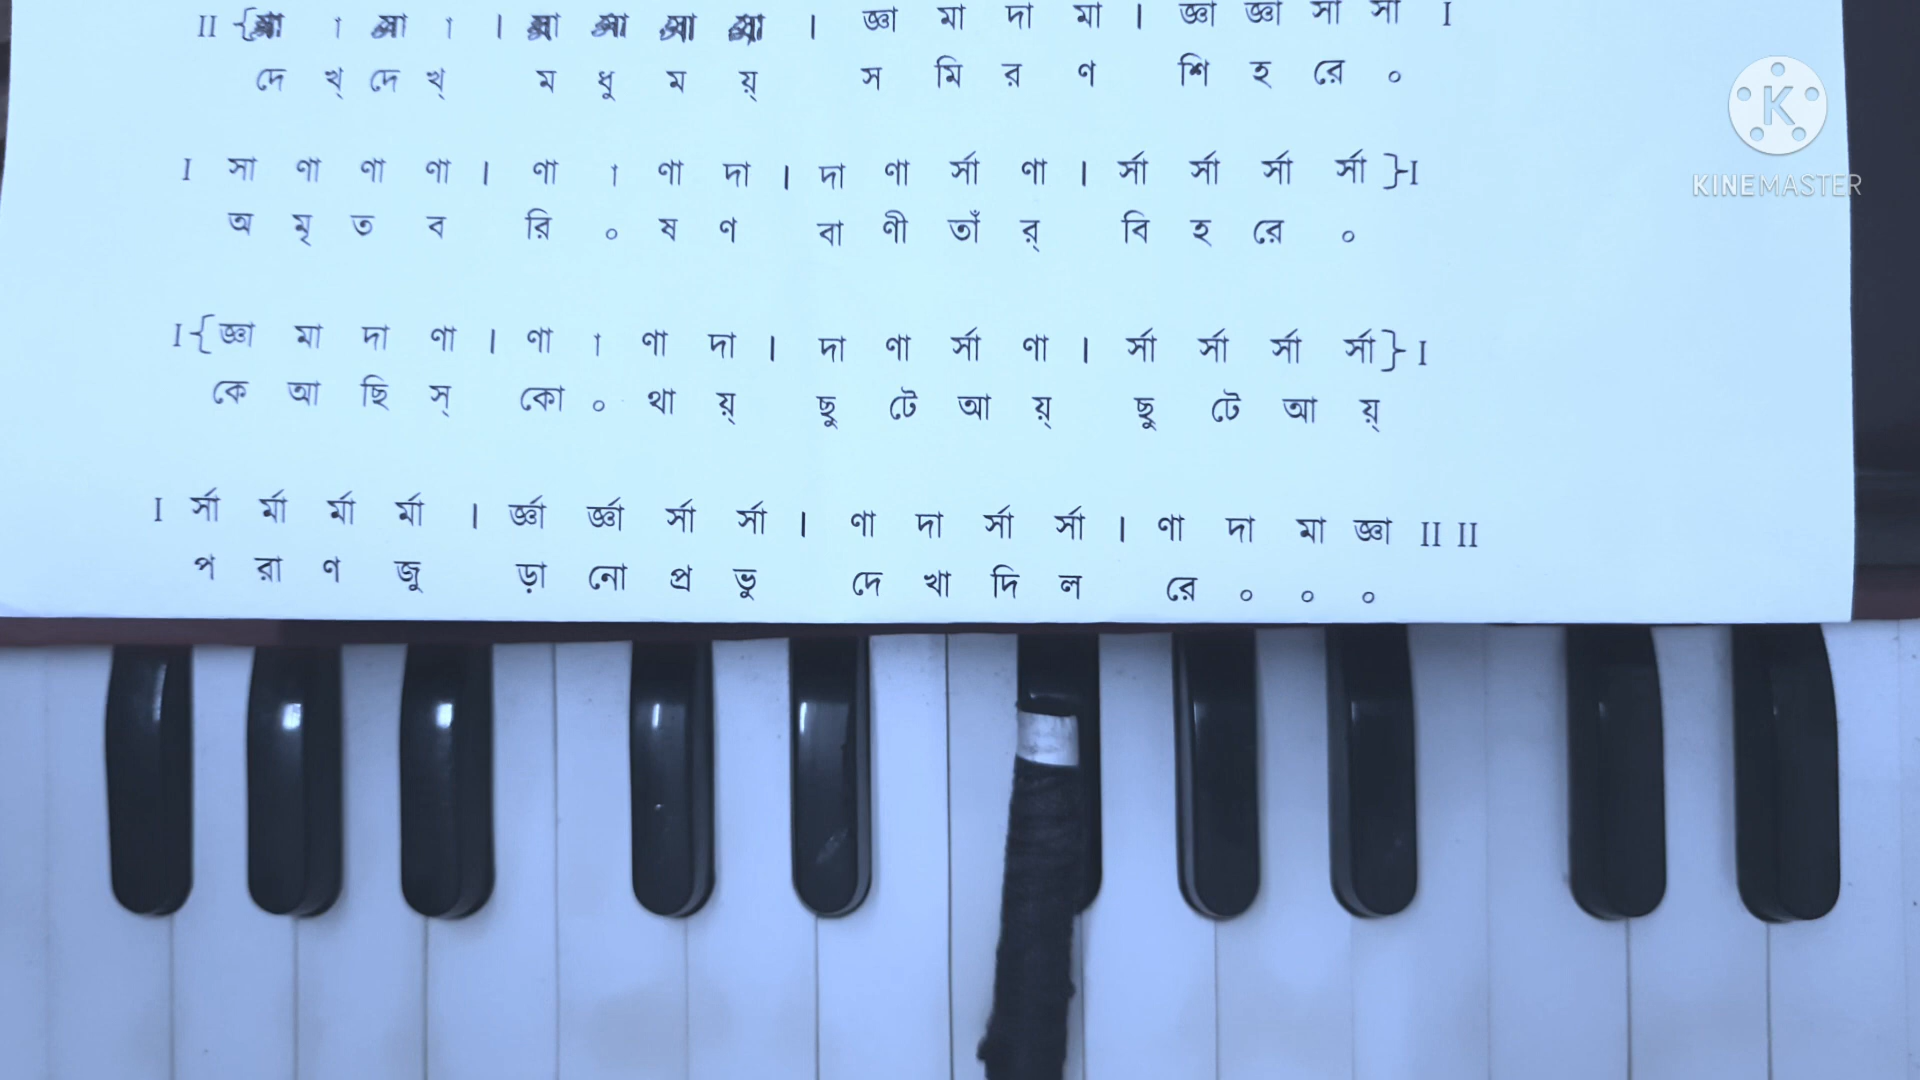 II { সা । সা । । সা সা সা সা । জ্ঞা মা দা মা । জ্ঞা জ্ঞা সা সা I
দে খ্ দে খ্ ম ধু ম য়্ স মি র ণ শি হ রে ০
I সা ণা ণা ণা । ণা । ণা দা । দা ণা র্সা ণা । র্সা র্সা র্সা র্সা }-I
অ মৃ ত ব রি ০ ষ ণ বা ণী তাঁ র্ বি হ রে ০
I-{ জ্ঞা মা দা ণা । ণা । ণা দা । দা ণা র্সা ণা । র্সা র্সা র্সা র্সা }-I
কে আ ছি স্ কো ০ থা য়্ ছু টে আ য়্ ছু টে আ য়্
I র্সা র্মা র্মা র্মা । র্জ্ঞা র্জ্ঞা র্সা র্সা । ণা দা র্সা র্সা । ণা দা মা জ্ঞা II II
প রা ণ জু ড়া নো প্র ভু দে খা দি ল রে ০ ০ ০
KINEMASTER